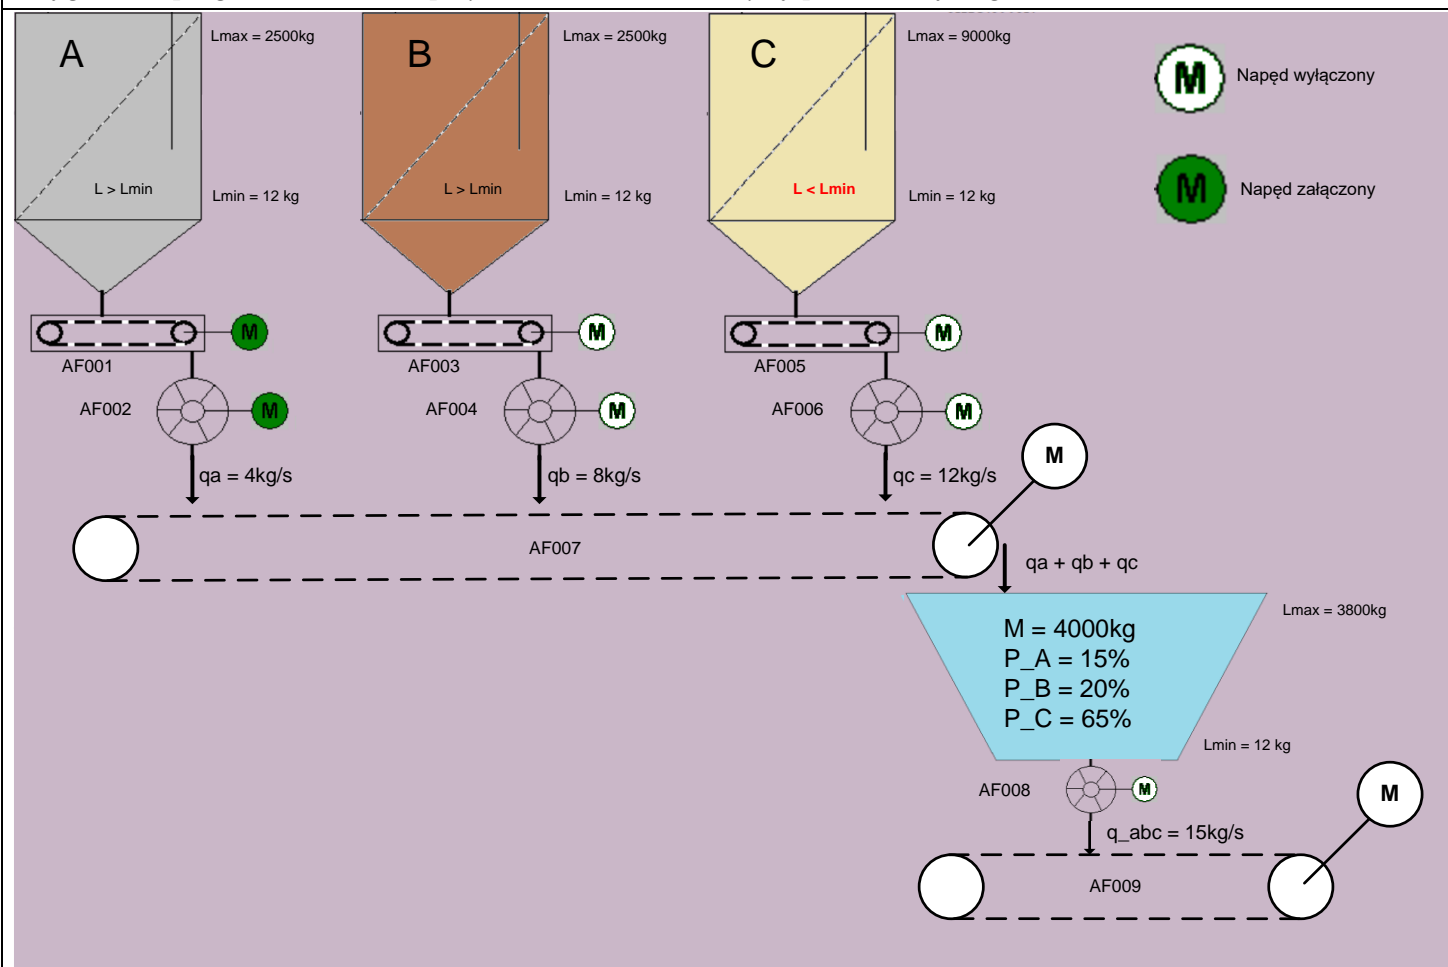 A
Lmax = 2500kg
B
Lmax = 2500kg
C
Lmax = 9000kg
M
Napęd wyłączony
L > Lmin
Lmin = 12 kg
L > Lmin
Lmin = 12 kg
L < Lmin
Lmin = 12 kg
M
Napęd załączony
M
M
M
AF001
AF003
AF005
AF002
M
AF004
M
AF006
M
M
qa = 4kg/s
qb = 8kg/s
qc = 12kg/s
AF007
qa + qb + qc
Lmax = 3800kg
M = 4000kg
P_A = 15%
P_B = 20%
P_C = 65%
Lmin = 12 kg
AF008
M
M
q_abc = 15kg/s
AF009